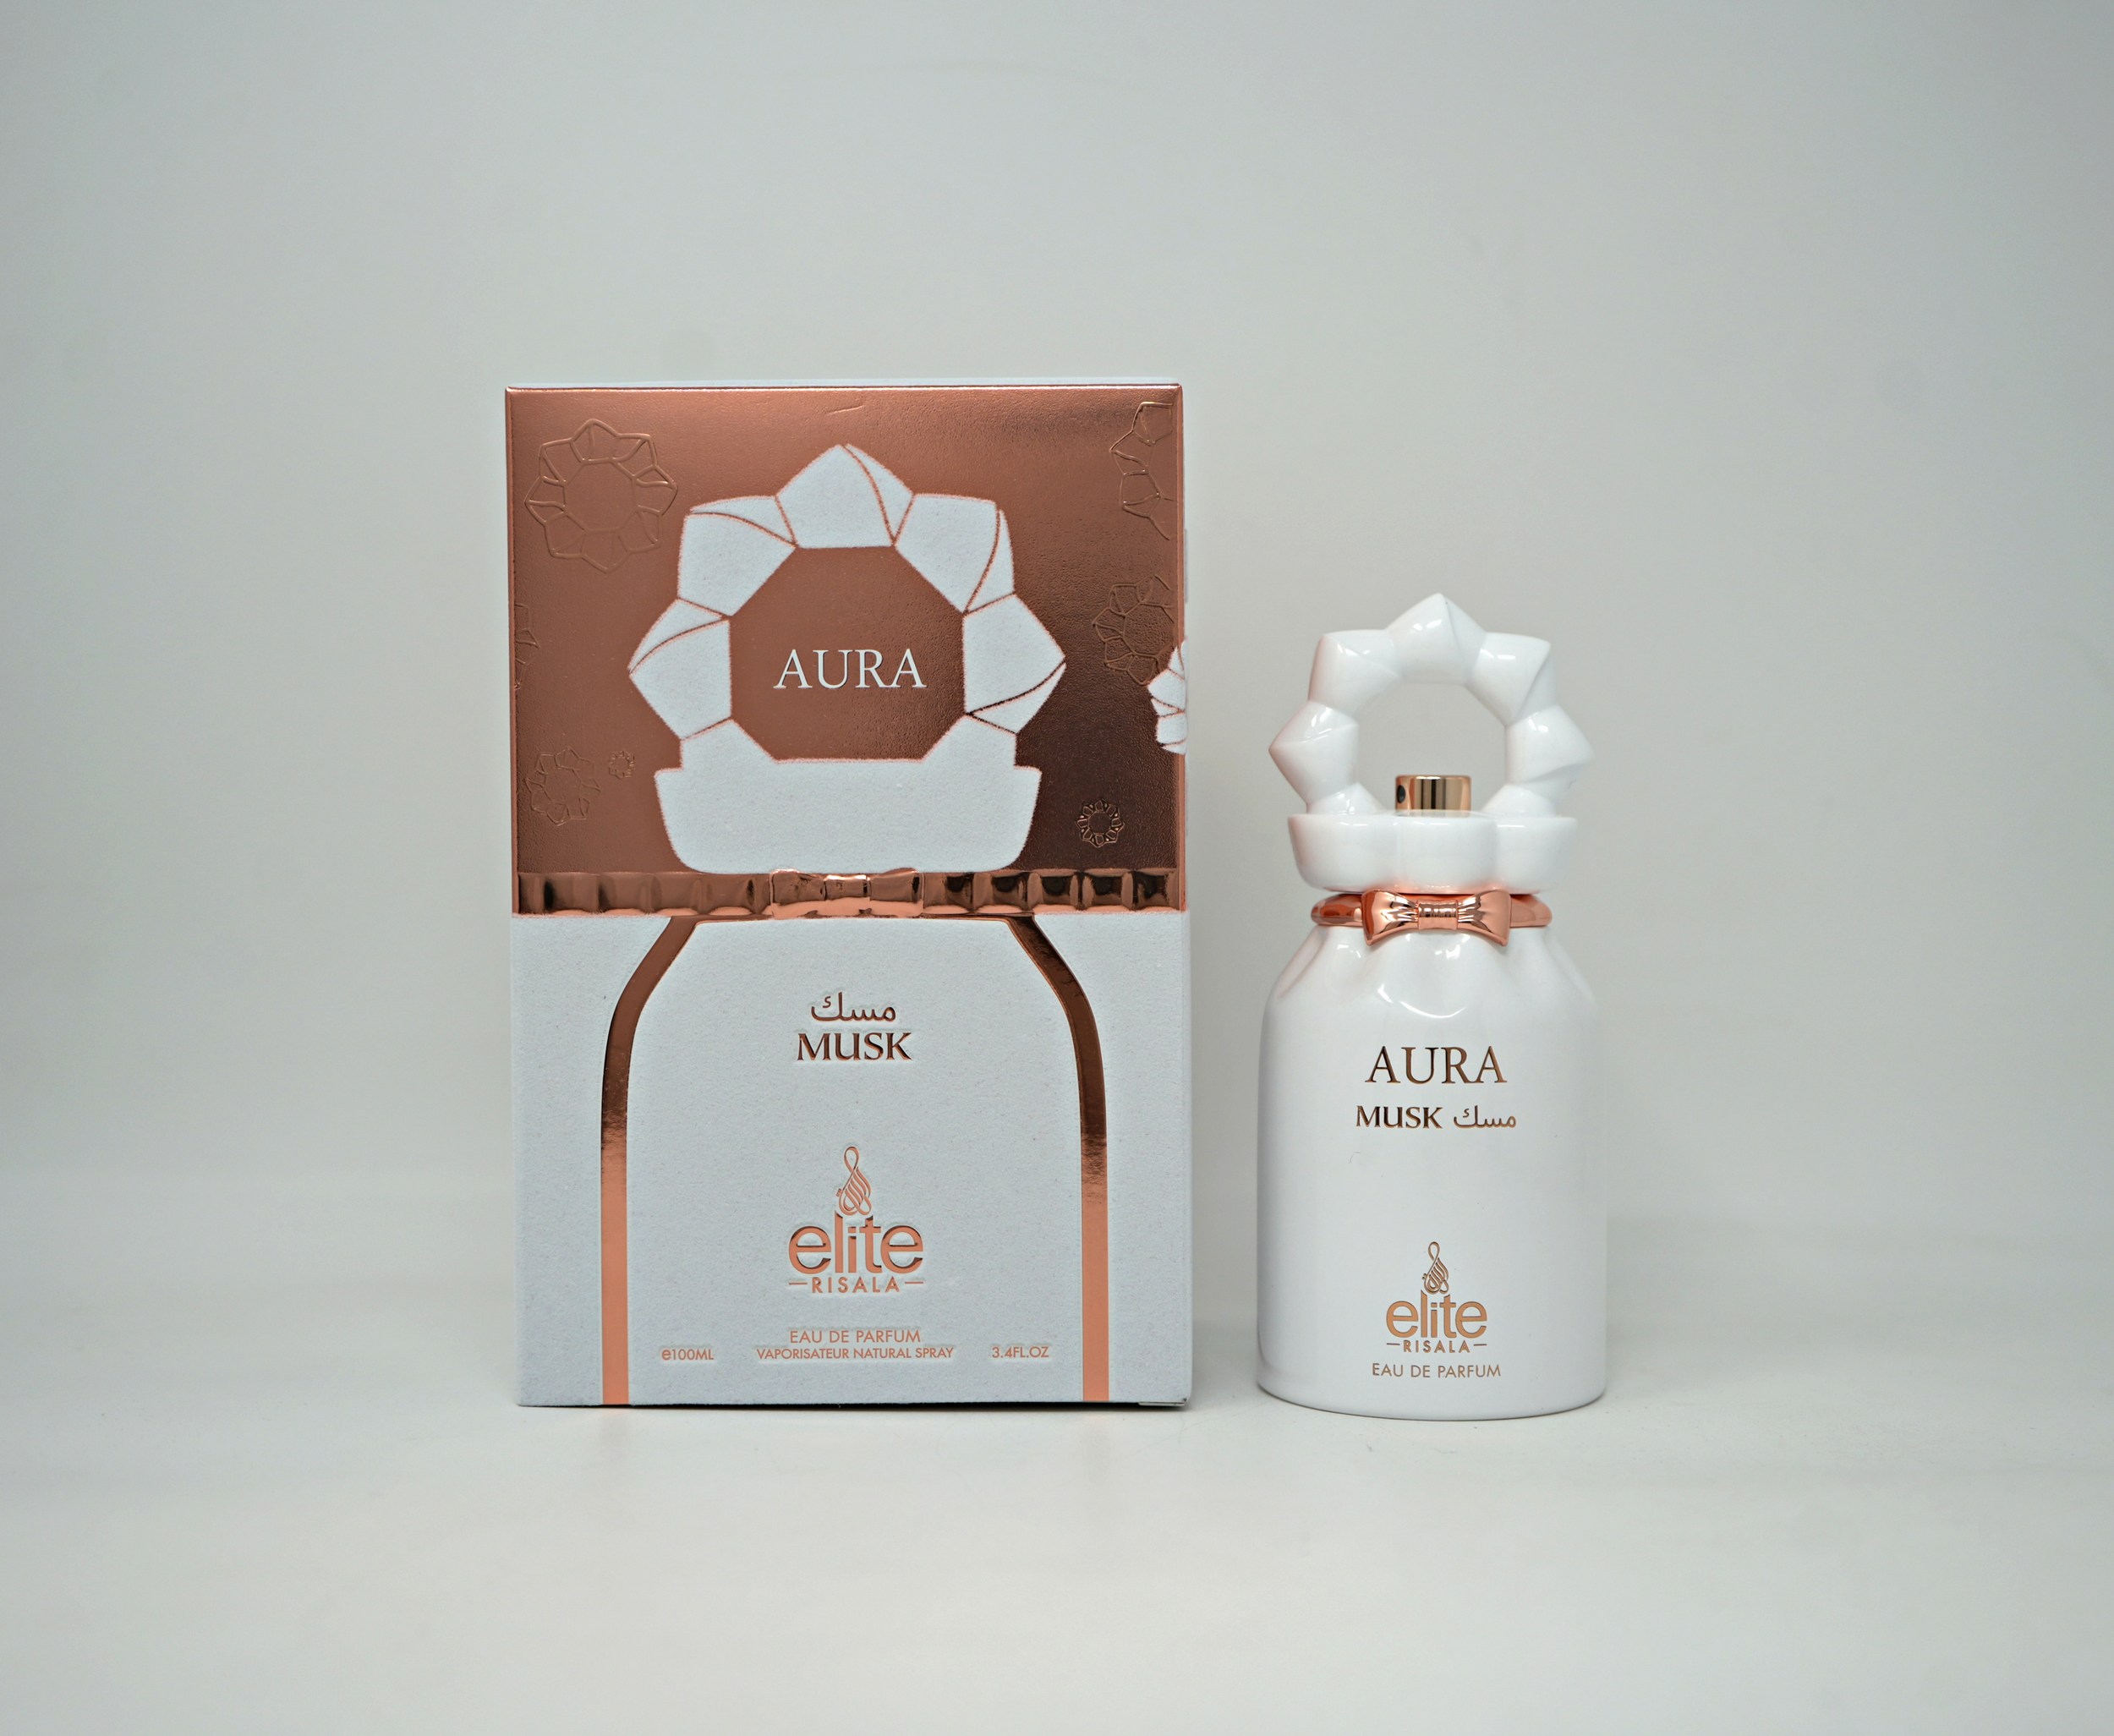 AURA
مسك
MUSK
elite
RISALA
EAU DE PARFUM
e100ML
VAPORISATEUR NATURAL SPRAY
3.4FL.OZ
AURA
MUSK مسك
elite
RISALA
EAU DE PARFUM